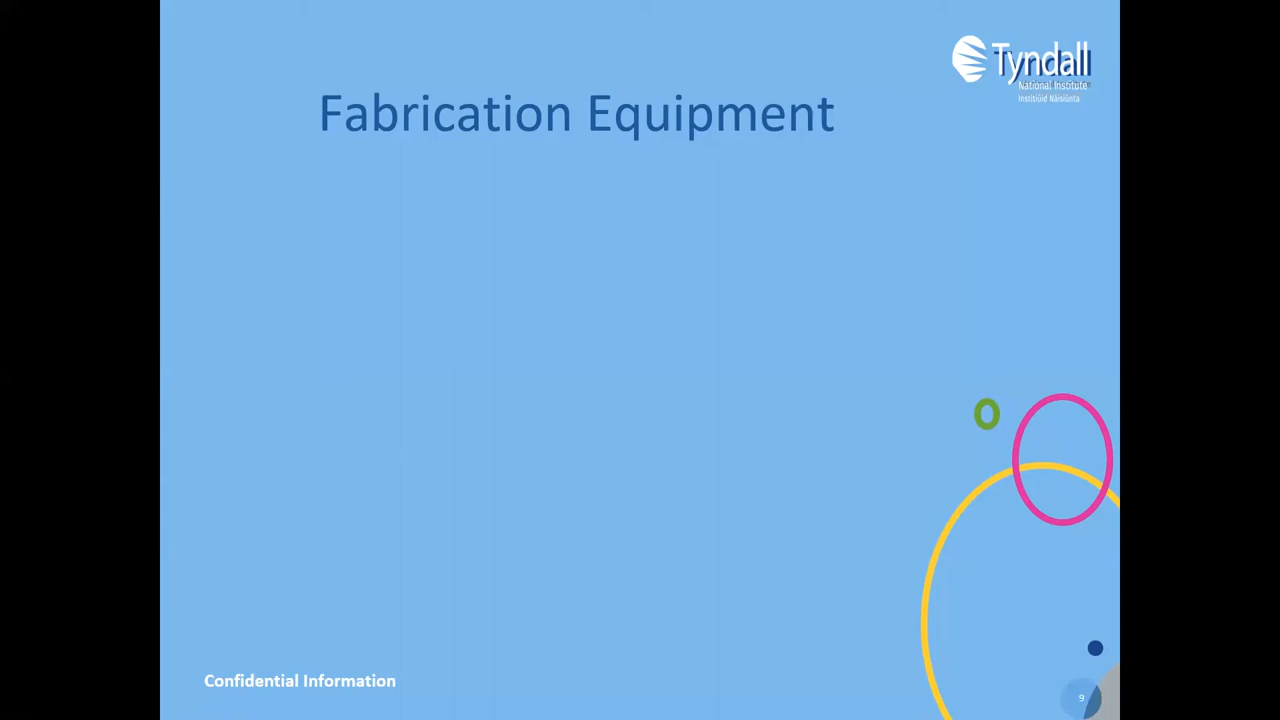 Tyndall
National Institute
Institiúid Náisiúnta
Fabrication Equipment
Confidential Information
9